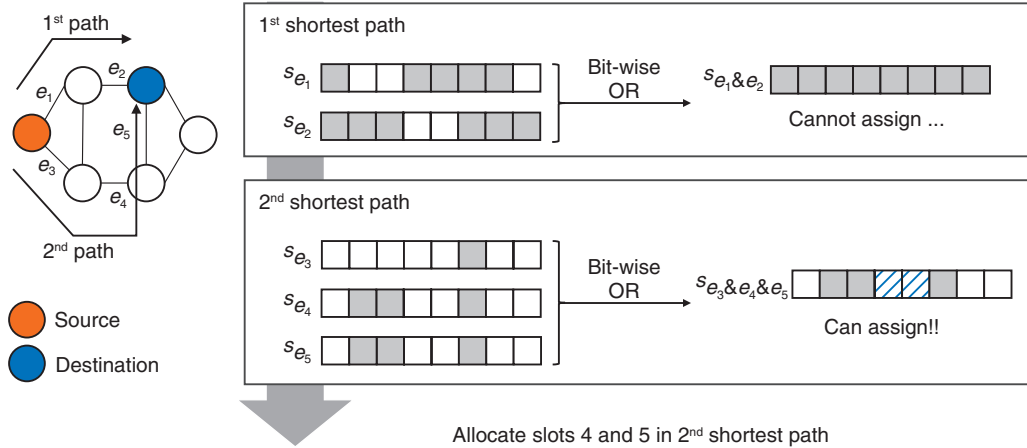 1st path
e1
e2
e5
e3
e4
2nd path
Source
Destination
1st shortest path
se1
se2
Bit-wise
OR
se1&e2
Cannot assign ...
2nd shortest path
se3
se4
se5
Bit-wise
OR
se3&e4&e5
Can assign!!
Allocate slots 4 and 5 in 2nd shortest path